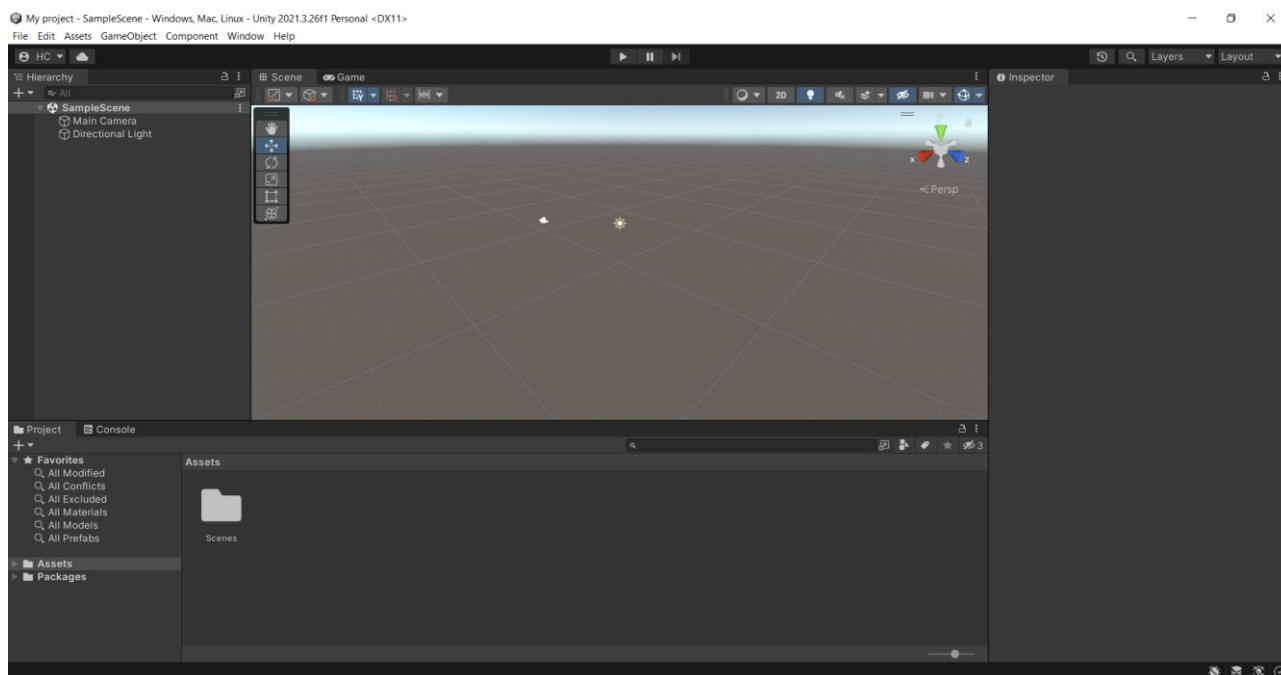 My project - SampleScene - Windows, Mac, Linux - Unity 2021.3.26f1 Personal <DX11>
File Edit Assets GameObject Component Window Help
HC Layers Layout
Hierarchy
All
SampleScene
Main Camera
Directional Light
Scene Game
2D
y
x z
Persp
Inspector
Project Console
3
Favorites
All Modified
All Conflicts
All Excluded
All Materials
All Models
All Prefabs
Assets
Packages
Assets
Scenes